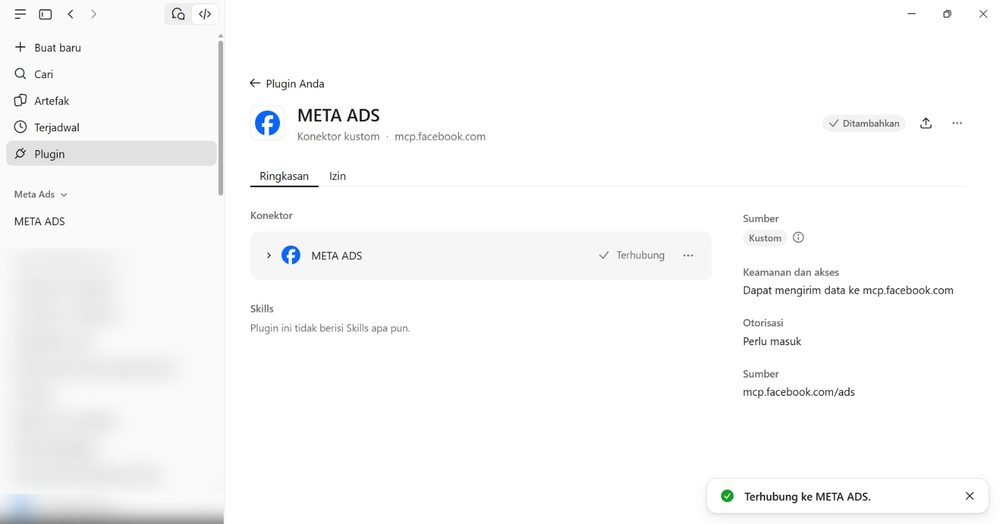 Buat baru
Cari
Artefak
Terjadwal
Plugin
Meta Ads
META ADS
Plugin Anda
META ADS
Konektor kustom · mcp.facebook.com
Ditambahkan
Ringkasan
Izin
Konektor
META ADS
Terhubung
Skills
Plugin ini tidak berisi Skills apa pun.
Sumber
Kustom
Keamanan dan akses
Dapat mengirim data ke mcp.facebook.com
Otorisasi
Perlu masuk
Sumber
mcp.facebook.com/ads
Terhubung ke META ADS.